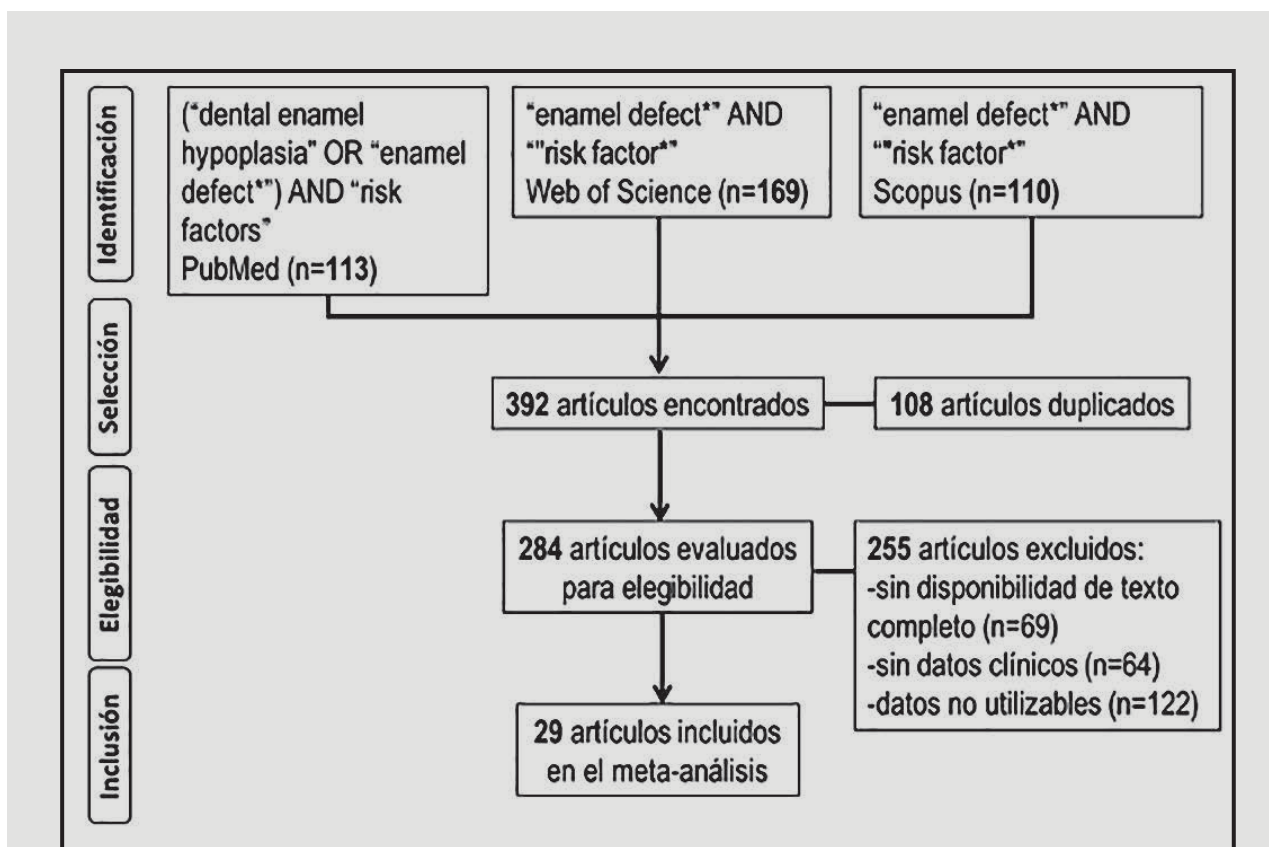 Identificación
("dental enamel
hypoplasia" OR "enamel
defect*") AND "risk
factors"
PubMed (n=113)
"enamel defect*" AND
""risk factor*"
Web of Science (n=169)
"enamel defect*" AND
""risk factor*"
Scopus (n=110)
Selección
392 artículos encontrados
108 artículos duplicados
Elegibilidad
284 artículos evaluados
para elegibilidad
255 artículos excluidos:
-sin disponibilidad de texto
completo (n=69)
-sin datos clínicos (n=64)
-datos no utilizables (n=122)
Inclusión
29 artículos incluidos
en el meta-análisis